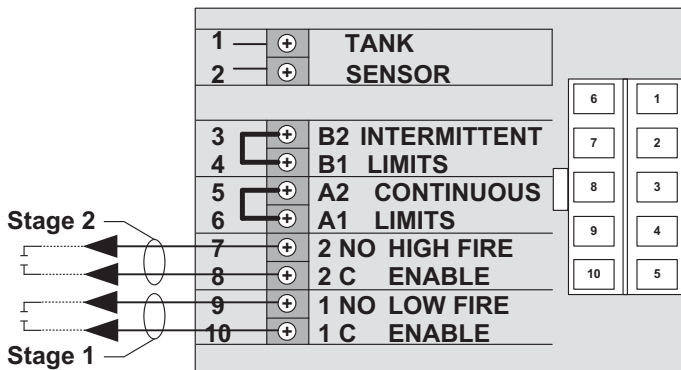 1 TANK
2 SENSOR
3 B2 INTERMITTENT
4 B1 LIMITS
5 A2 CONTINUOUS
6 A1 LIMITS
7 2 NO HIGH FIRE
8 2 C ENABLE
9 1 NO LOW FIRE
10 1 C ENABLE
Stage 2
Stage 1
6 1
7 2
8 3
9 4
10 5